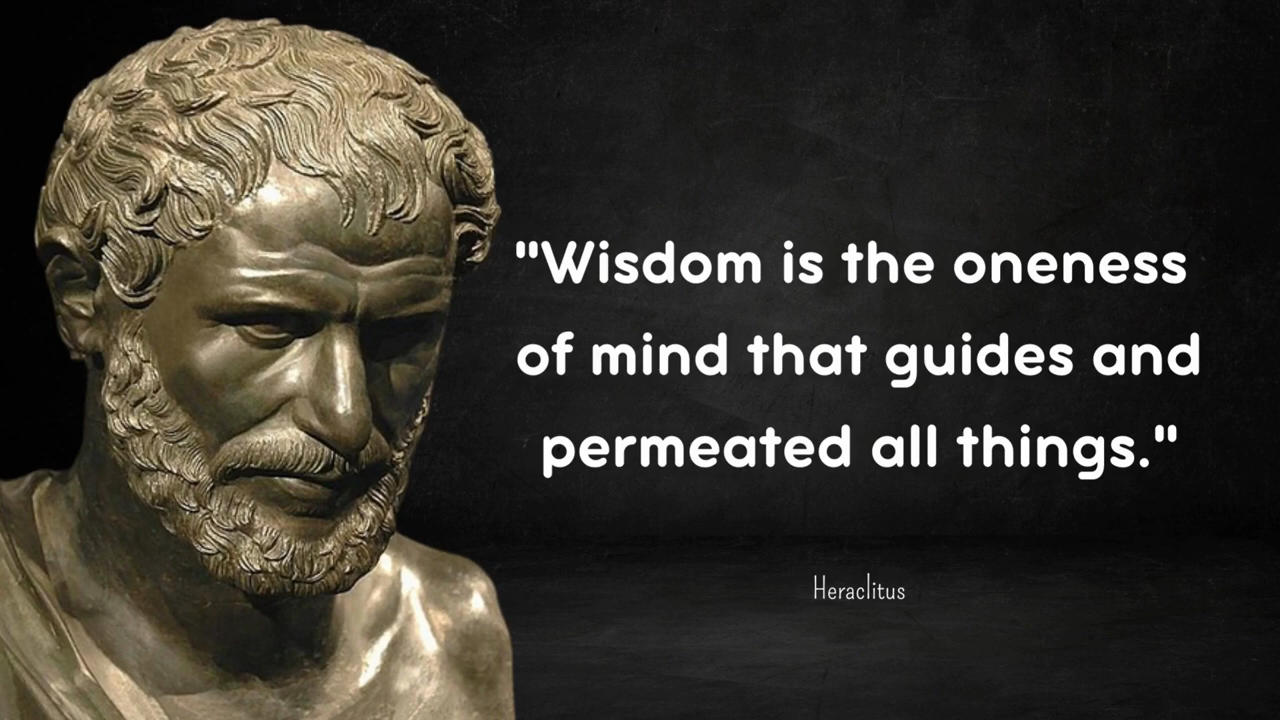 "Wisdom is the oneness
of mind that guides and
permeated all things."
Heraclitus